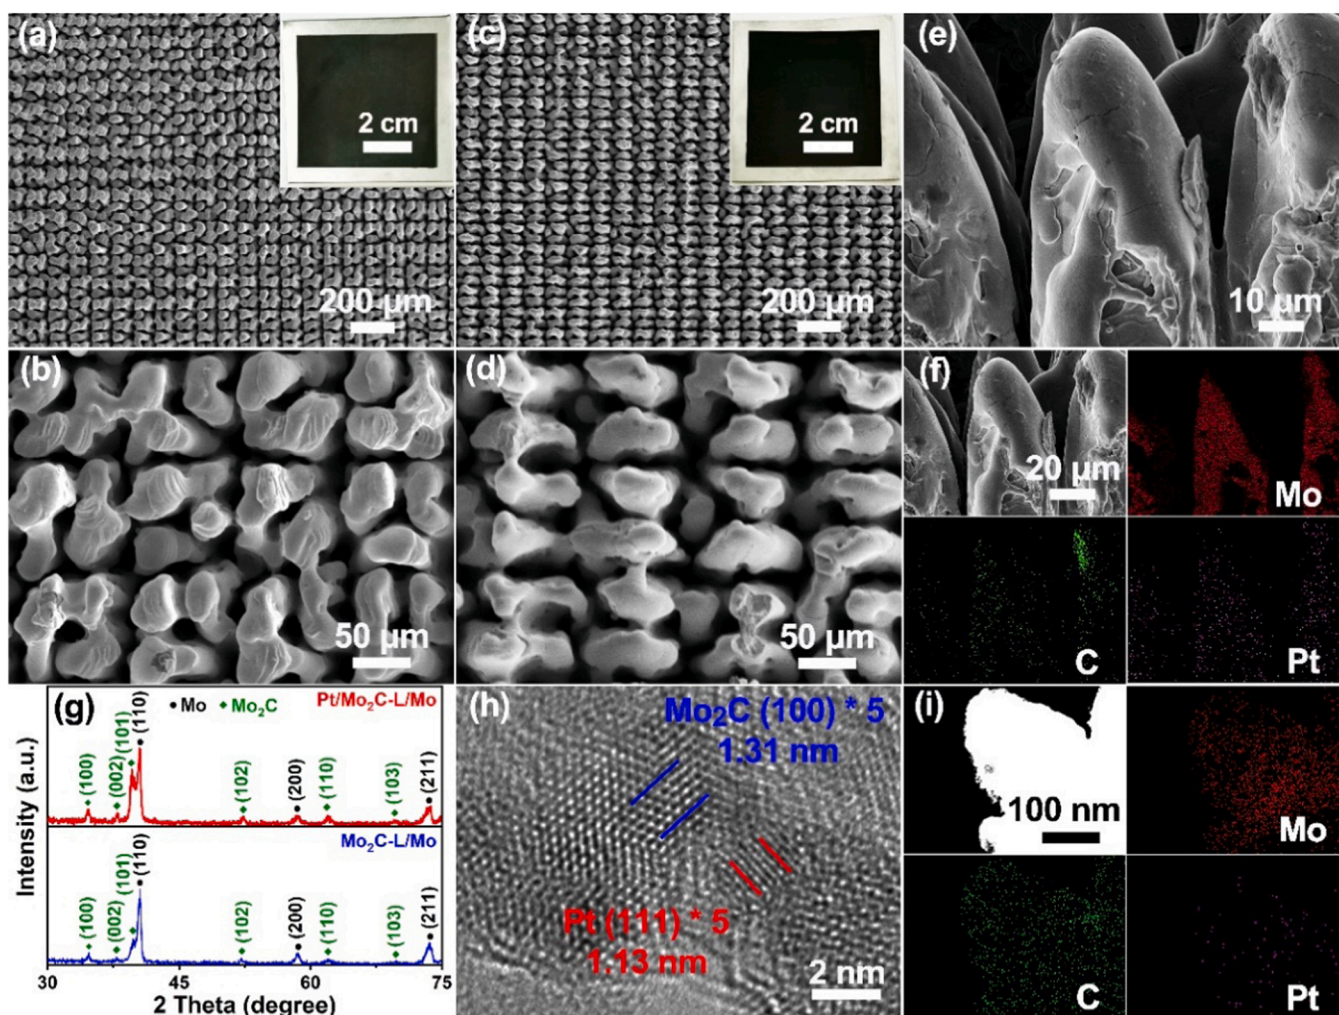 (a)
2 cm
200 μm
(c)
2 cm
200 μm
(e)
10 μm
(b)
50 μm
(d)
50 μm
(f)
20 μm
Mo
C
Pt
(g)
● Mo ◆ Mo₂C
Pt/Mo₂C-L/Mo
(100)
(002)
(101)
(110)
(102)
(200)
(110)
(103)
(211)
Mo₂C-L/Mo
(100)
(002)
(101)
(110)
(102)
(200)
(110)
(103)
(211)
Intensity (a.u.)
30 45 60 75
2 Theta (degree)
(h)
Mo₂C (100) * 5
1.31 nm
Pt (111) * 5
1.13 nm
2 nm
(i)
100 nm
Mo
C
Pt